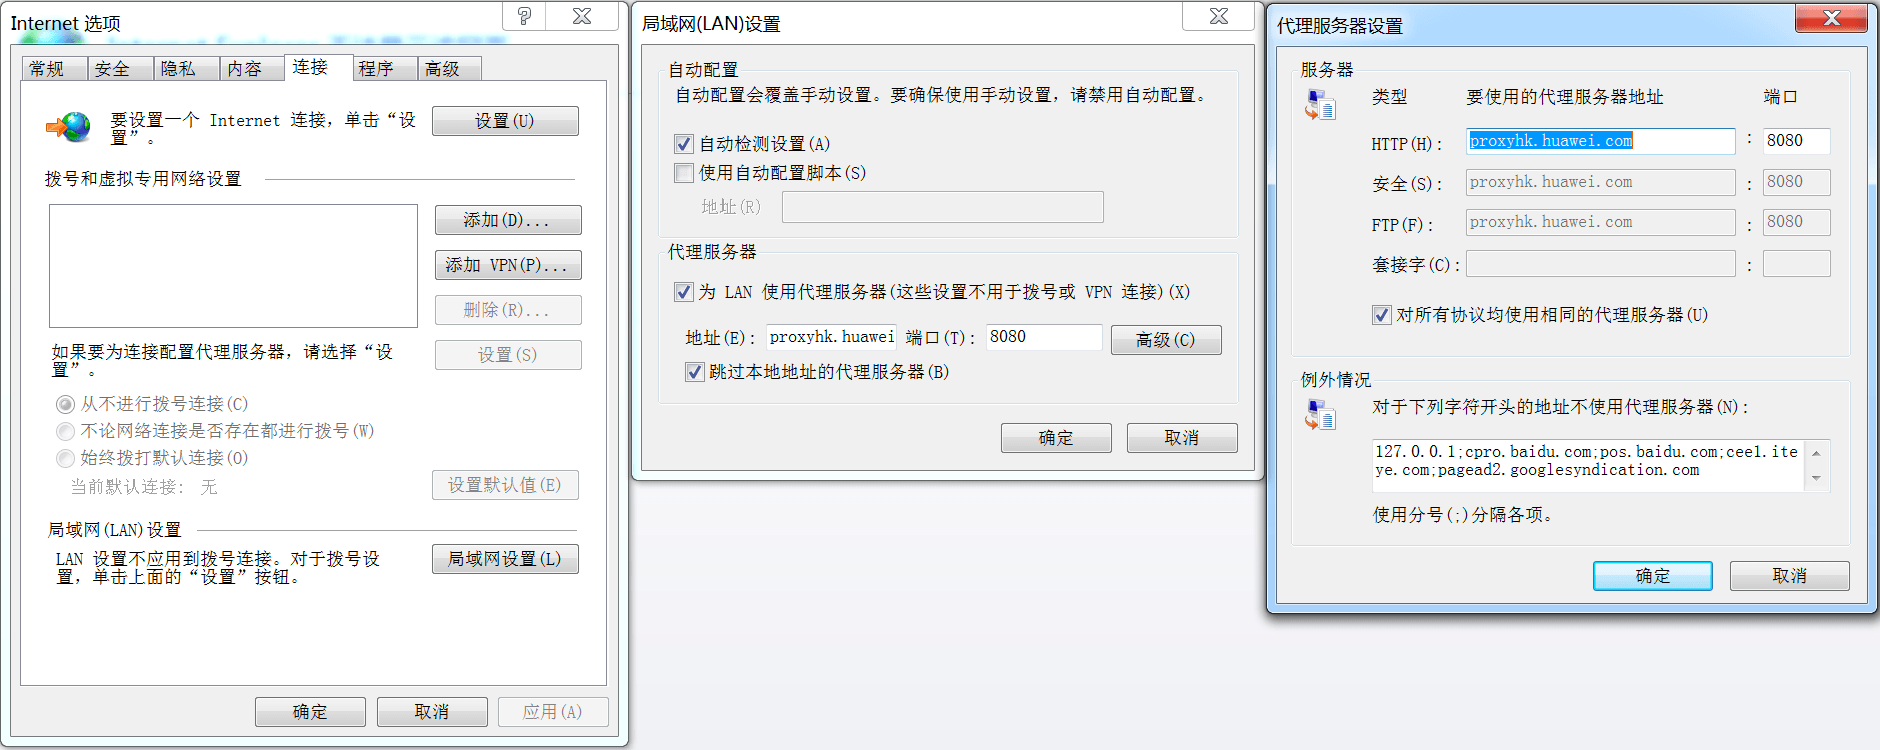 Internet 选项
常规 安全 隐私 内容 连接 程序 高级
要设置一个 Internet 连接，单击“设
置”。
设置(U)
拨号和虚拟专用网络设置
添加(D)...
添加 VPN(P)...
删除(R)...
如果要为连接配置代理服务器，请选择“设
置”。
设置(S)
从不进行拨号连接(C)
不论网络连接是否存在都进行拨号(W)
始终拨打默认连接(O)
当前默认连接： 无
设置默认值(E)
局域网(LAN)设置
LAN 设置不应用到拨号连接。对于拨号设
置，单击上面的“设置”按钮。
局域网设置(L)
确定 取消 应用(A)
局域网(LAN)设置
自动配置
自动配置会覆盖手动设置。要确保使用手动设置，请禁用自动配置。
自动检测设置(A)
使用自动配置脚本(S)
地址(R)
代理服务器
为 LAN 使用代理服务器(这些设置不用于拨号或 VPN 连接)(X)
地址(E)： proxyhk.huawei 端口(T)： 8080 高级(C)
跳过本地地址的代理服务器(B)
确定 取消
代理服务器设置
服务器
类型 要使用的代理服务器地址 端口
HTTP(H)： proxyhk.huawei.com : 8080
安全(S)： proxyhk.huawei.com : 8080
FTP(F)： proxyhk.huawei.com : 8080
套接字(C)： :
对所有协议均使用相同的代理服务器(U)
例外情况
对于下列字符开头的地址不使用代理服务器(N)：
127.0.0.1;cpro.baidu.com;pos.baidu.com;ceel.ite
ye.com;pagead2.googlesyndication.com
使用分号(;)分隔各项。
确定 取消